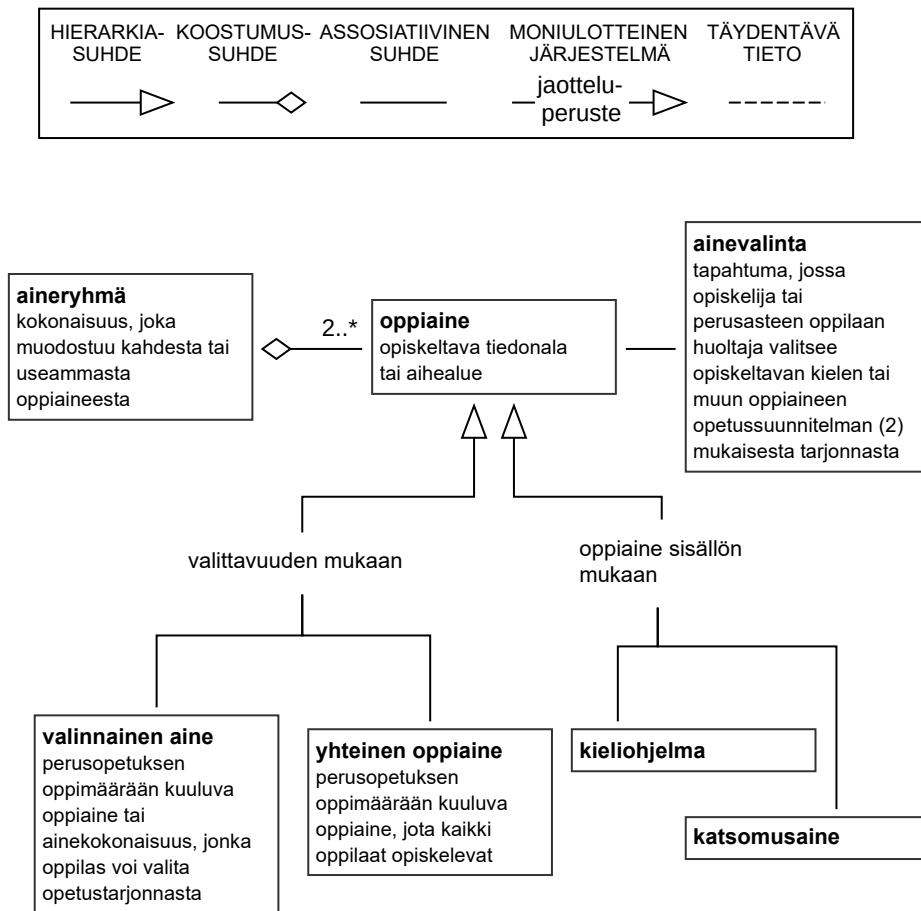 HIERARKIA-
SUHDE
KOOSTUMUS-
SUHDE
ASSOSIATIIVINEN
SUHDE
MONIULOTTEINEN
JÄRJESTELMÄ
TÄYDENTÄVÄ
TIETO
jaottelu-
peruste
aineryhmä
kokonaisuus, joka
muodostuu kahdesta tai
useammasta
oppiaineesta
2..*
oppiaine
opiskeltava tiedonala
tai aihealue
ainevalinta
tapahtuma, jossa
opiskelija tai
perusasteen oppilaan
huoltaja valitsee
opiskeltavan kielen tai
muun oppiaineen
opetussuunnitelman (2)
mukaisesta tarjonnasta
valittavuuden mukaan
oppiaine sisällön
mukaan
valinnainen aine
perusopetuksen
oppimäärään kuuluva
oppiaine tai
ainekokonaisuus, jonka
oppilas voi valita
opetustarjonnasta
yhteinen oppiaine
perusopetuksen
oppimäärään kuuluva
oppiaine, jota kaikki
oppilaat opiskelevat
kieliohjelma
katsomusaine